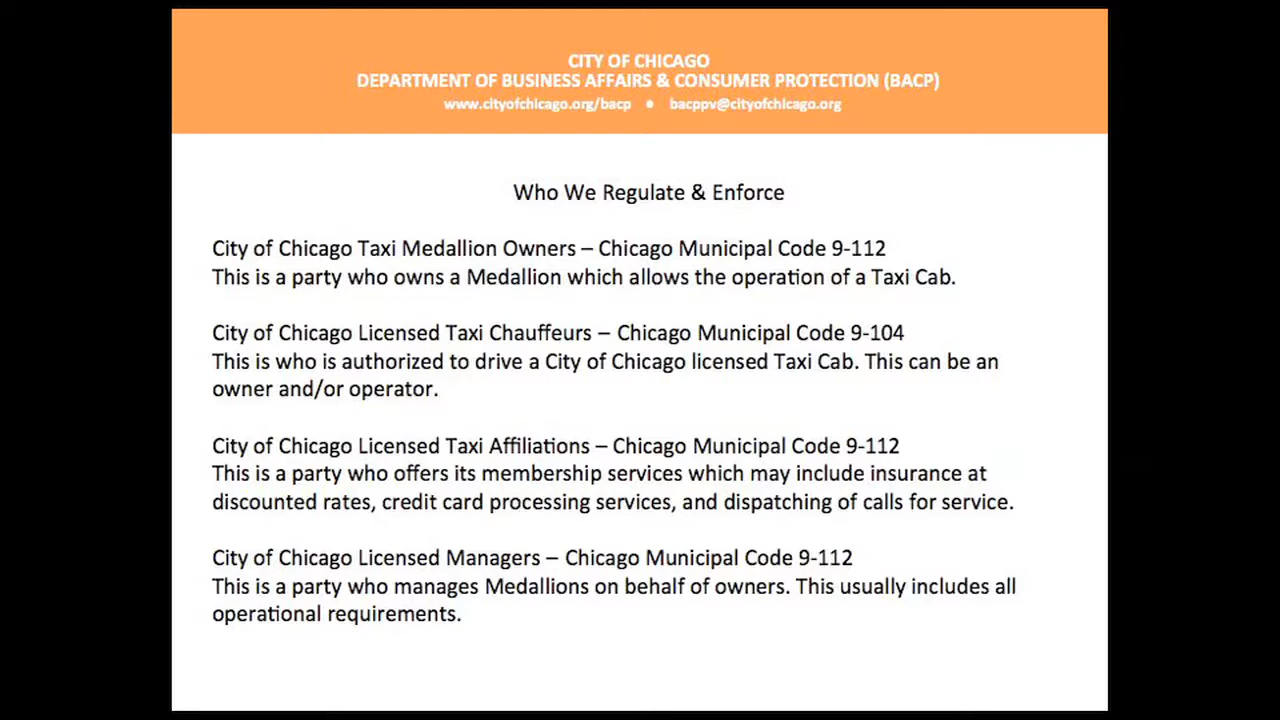 CITY OF CHICAGO
DEPARTMENT OF BUSINESS AFFAIRS & CONSUMER PROTECTION (BACP)
www.cityofchicago.org/bacp • bacppv@cityofchicago.org
Who We Regulate & Enforce
City of Chicago Taxi Medallion Owners – Chicago Municipal Code 9-112
This is a party who owns a Medallion which allows the operation of a Taxi Cab.
City of Chicago Licensed Taxi Chauffeurs – Chicago Municipal Code 9-104
This is who is authorized to drive a City of Chicago licensed Taxi Cab. This can be an
owner and/or operator.
City of Chicago Licensed Taxi Affiliations – Chicago Municipal Code 9-112
This is a party who offers its membership services which may include insurance at
discounted rates, credit card processing services, and dispatching of calls for service.
City of Chicago Licensed Managers – Chicago Municipal Code 9-112
This is a party who manages Medallions on behalf of owners. This usually includes all
operational requirements.